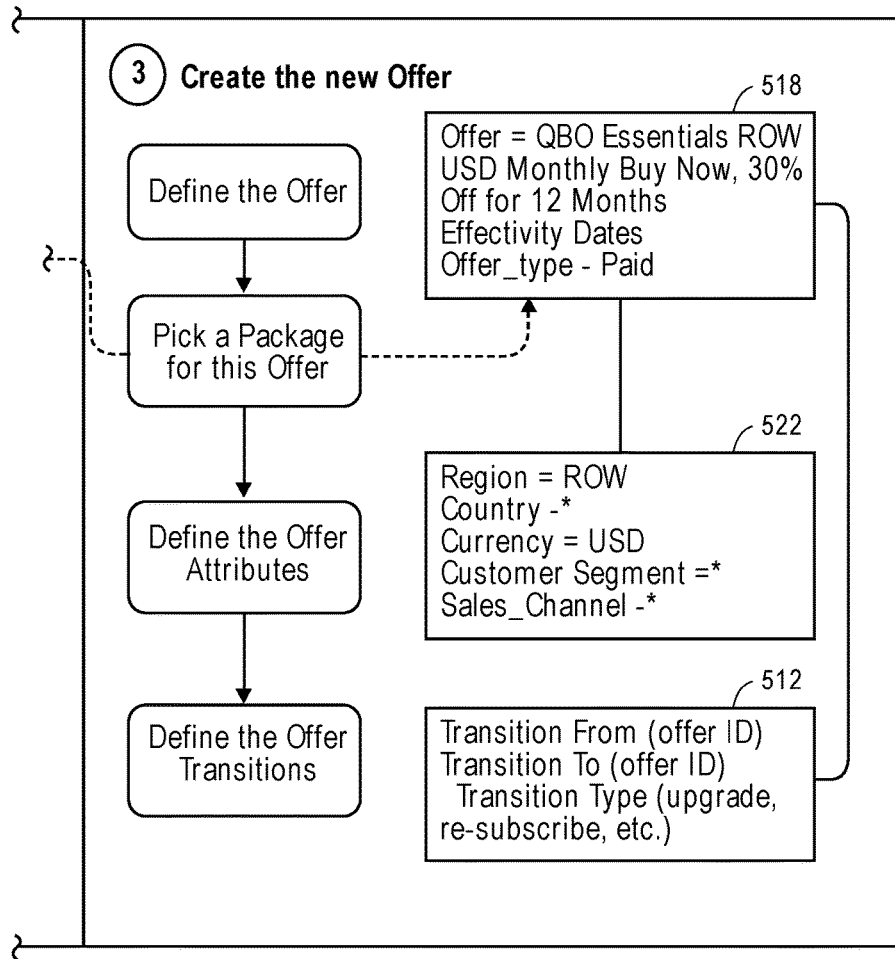 3 Create the new Offer
518
Define the Offer
Offer = QBO Essentials ROW
USD Monthly Buy Now, 30%
Off for 12 Months
Effectivity Dates
Offer_type - Paid
Pick a Package
for this Offer
522
Define the Offer
Attributes
Region = ROW
Country -*
Currency = USD
Customer Segment =*
Sales_Channel -*
512
Define the Offer
Transitions
Transition From (offer ID)
Transition To (offer ID)
Transition Type (upgrade,
re-subscribe, etc.)